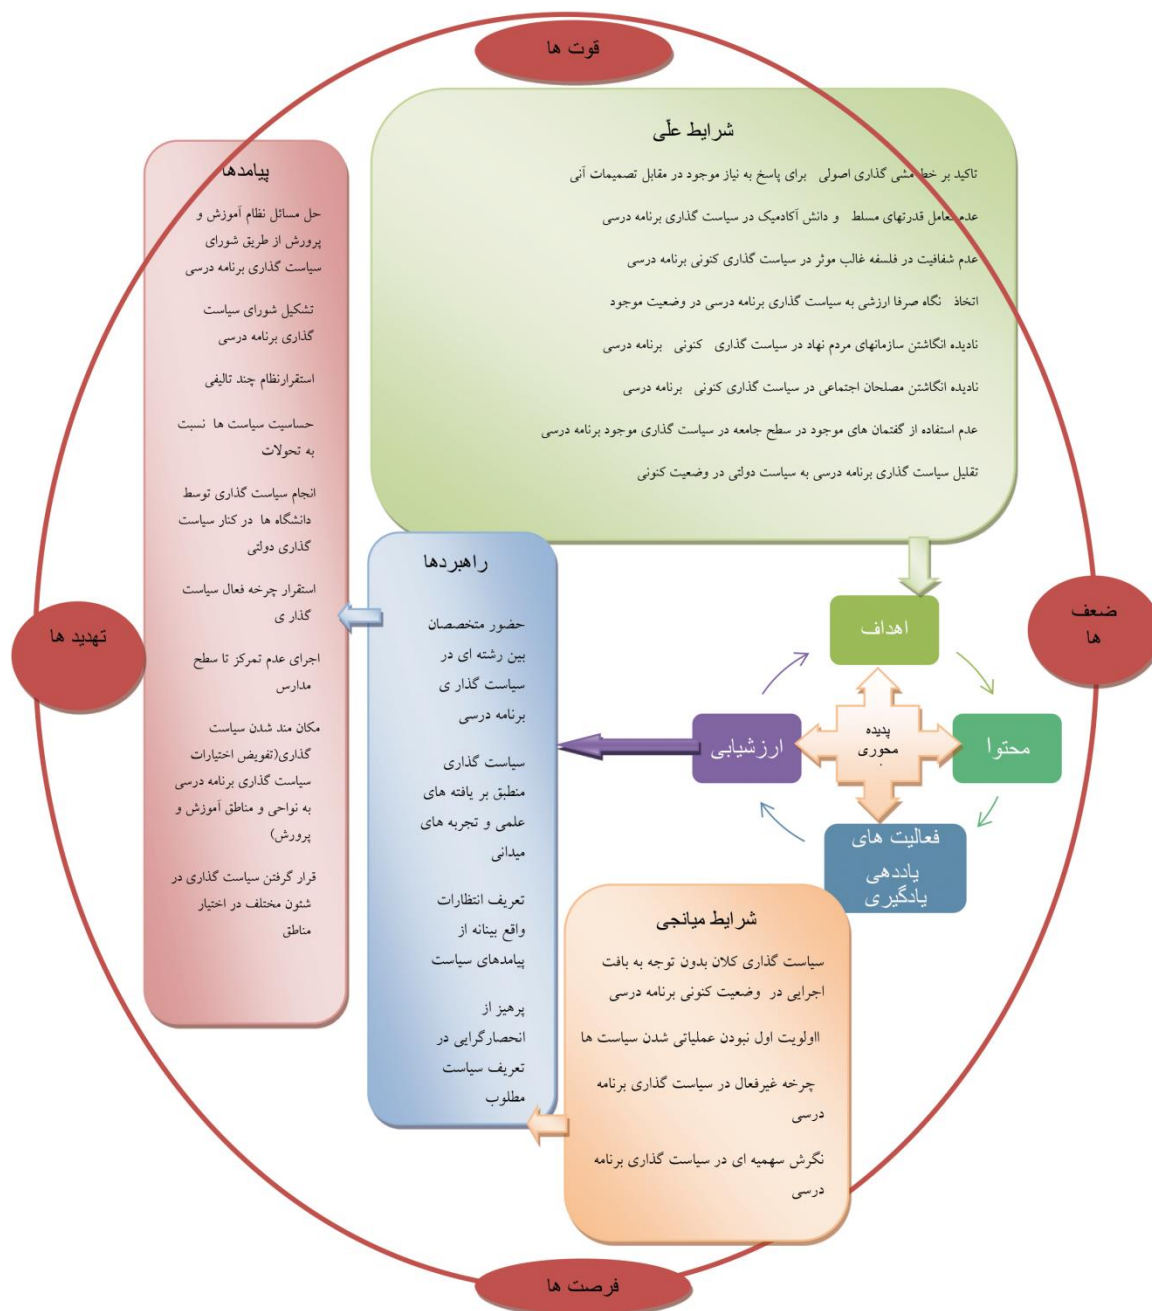 قوت ها
شرایط علّی
تاکید بر خط مشی گذاری اصولی برای پاسخ به نیاز موجود در مقابل تصمیمات آنی
عدم تعامل قدرتهای مسلط و دانش آکادمیک در سیاست گذاری برنامه درسی
عدم شفافیت در فلسفه غالب موثر در سیاست گذاری کنونی برنامه درسی
اتخاذ نگاه صرفا ارزشی به سیاست گذاری برنامه درسی در وضعیت موجود
نادیده انگاشتن سازمانهای مردم نهاد در سیاست گذاری کنونی برنامه درسی
نادیده انگاشتن مصلحان اجتماعی در سیاست گذاری کنونی برنامه درسی
عدم استفاده از گفتمان های موجود در سطح جامعه در سیاست گذاری موجود برنامه درسی
تقلیل سیاست گذاری برنامه درسی به سیاست دولتی در وضعیت کنونی
ضعف
ها
اهداف
محتوا
پدیده
محوری
.
ارزشیابی
فعالیت های
یاددهی
یادگیری
شرایط میانجی
سیاست گذاری کلان بدون توجه به بافت
اجرایی در وضعیت کنونی برنامه درسی
ااولویت اول نبودن عملیاتی شدن سیاست ها
چرخه غیرفعال در سیاست گذاری برنامه
درسی
نگرش سهمیه ای در سیاست گذاری برنامه
درسی
راهبردها
حضور متخصصان
بین رشته ای در
سیاست گذار ی
برنامه درسی
سیاست گذاری
منطبق بر یافته های
علمی و تجربه های
میدانی
تعریف انتظارات
واقع بینانه از
پیامدهای سیاست
پرهیز از
انحصارگرایی در
تعریف سیاست
مطلوب
پیامدها
حل مسائل نظام آموزش و
پرورش از طریق شورای
سیاست گذاری برنامه درسی
تشکیل شورای سیاست
گذاری برنامه درسی
استقرارنظام چند تالیفی
حساسیت سیاست ها نسبت
به تحولات
انجام سیاست گذاری توسط
دانشگاه ها در کنار سیاست
گذاری دولتی
استقرار چرخه فعال سیاست
گذار ی
اجرای عدم تمرکز تا سطح
مدارس
مکان مند شدن سیاست
گذاری(تفویض اختیارات
سیاست گذاری برنامه درسی
به نواحی و مناطق آموزش و
پرورش)
قرار گرفتن سیاست گذاری در
شئون مختلف در اختیار
مناطق
تهدید ها
فرصت ها